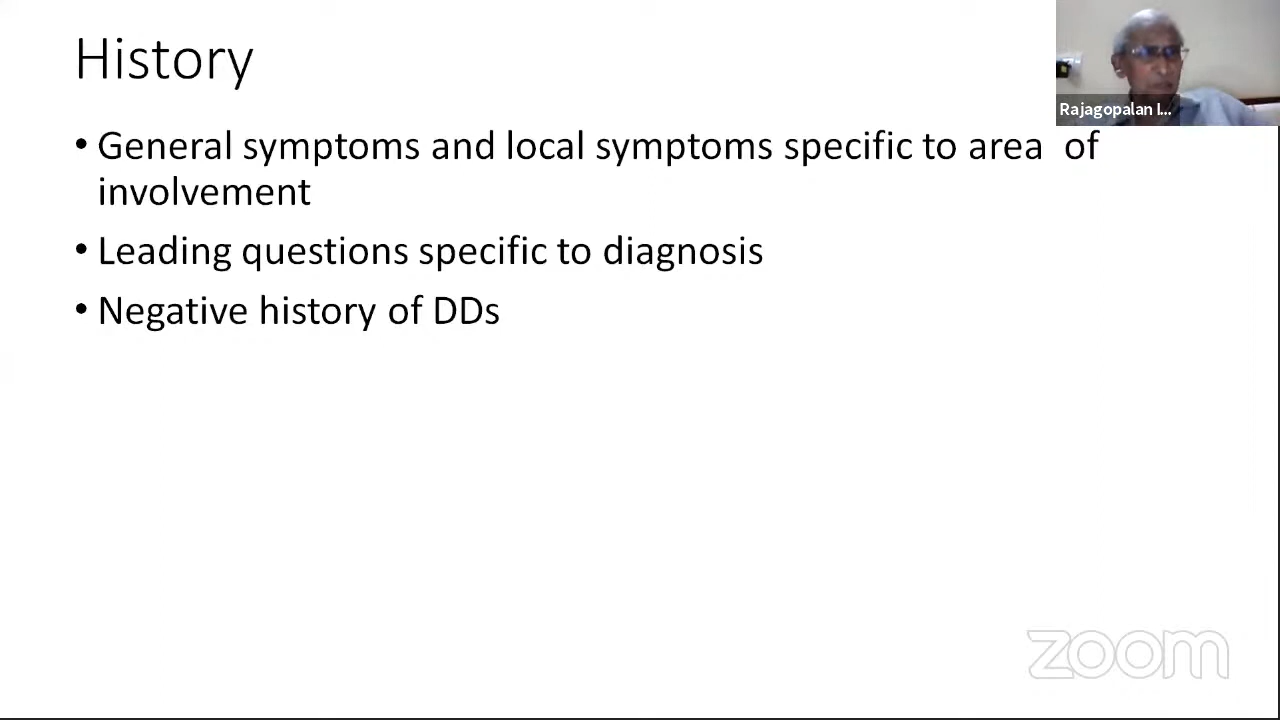 History
Rajagopalan I...
• General symptoms and local symptoms specific to area of
involvement
• Leading questions specific to diagnosis
• Negative history of DDs
zoom